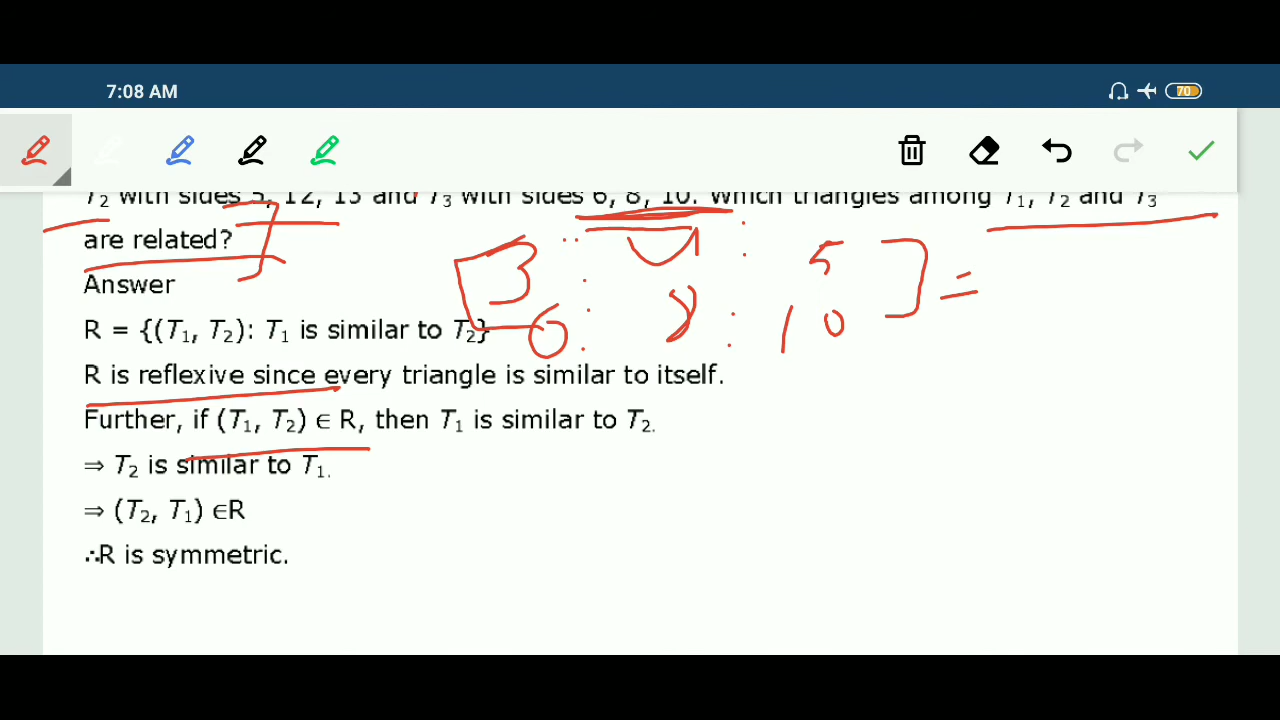 7:08 AM
70
T₂ with sides 5, 12, 13 and T₃ with sides 6, 8, 10. Which triangles among T₁, T₂ and T₃
are related?
3 : 4 : 5 =
Answer
6 : 8 : 10
R = {(T₁, T₂): T₁ is similar to T₂}
R is reflexive since every triangle is similar to itself.
Further, if (T₁, T₂) ∈ R, then T₁ is similar to T₂.
⇒ T₂ is similar to T₁.
⇒ (T₂, T₁) ∈R
∴R is symmetric.